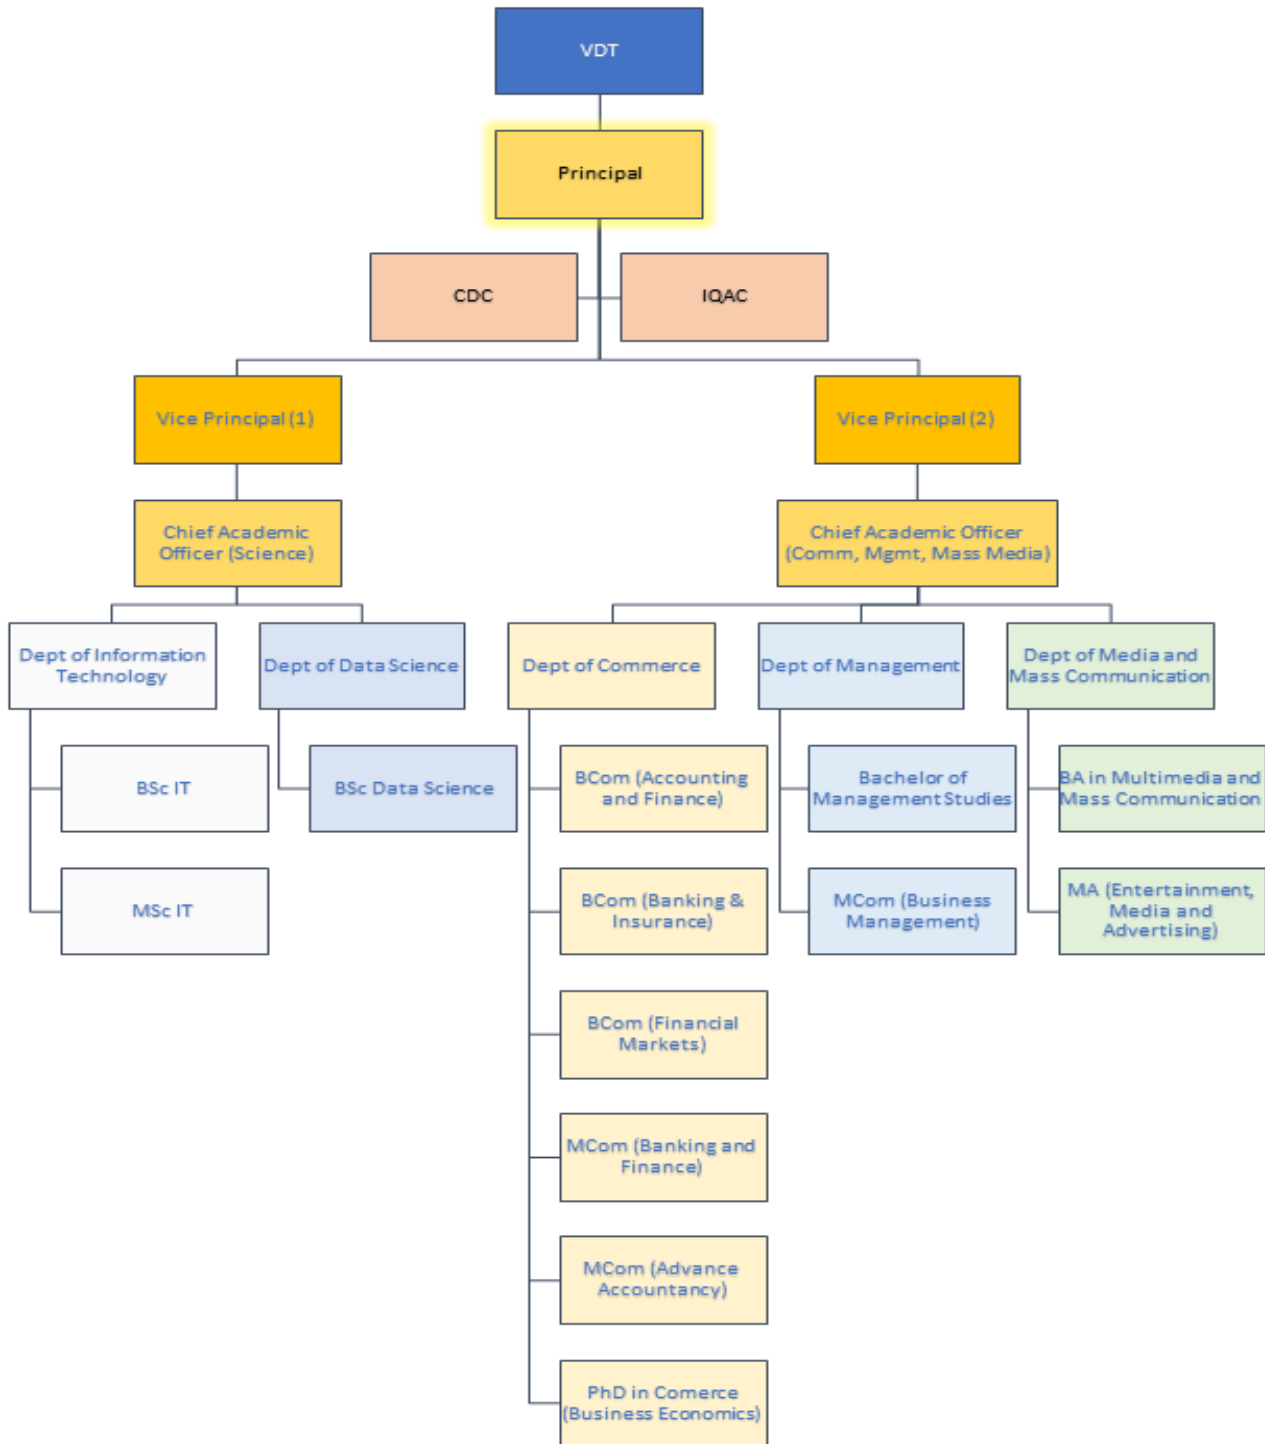 VDT
Principal
CDC
IQAC
Vice Principal (1)
Vice Principal (2)
Chief Academic
Officer (Science)
Chief Academic Officer
(Comm, Mgmt, Mass Media)
Dept of Information
Technology
Dept of Data Science
Dept of Commerce
Dept of Management
Dept of Media and
Mass Communication
BSc IT
BSc Data Science
BCom (Accounting
and Finance)
Bachelor of
Management Studies
BA in Multimedia and
Mass Communication
MSc IT
BCom (Banking &
Insurance)
MCom (Business
Management)
MA (Entertainment,
Media and
Advertising)
BCom (Financial
Markets)
MCom (Banking and
Finance)
MCom (Advance
Accountancy)
PhD in Comerce
(Business Economics)